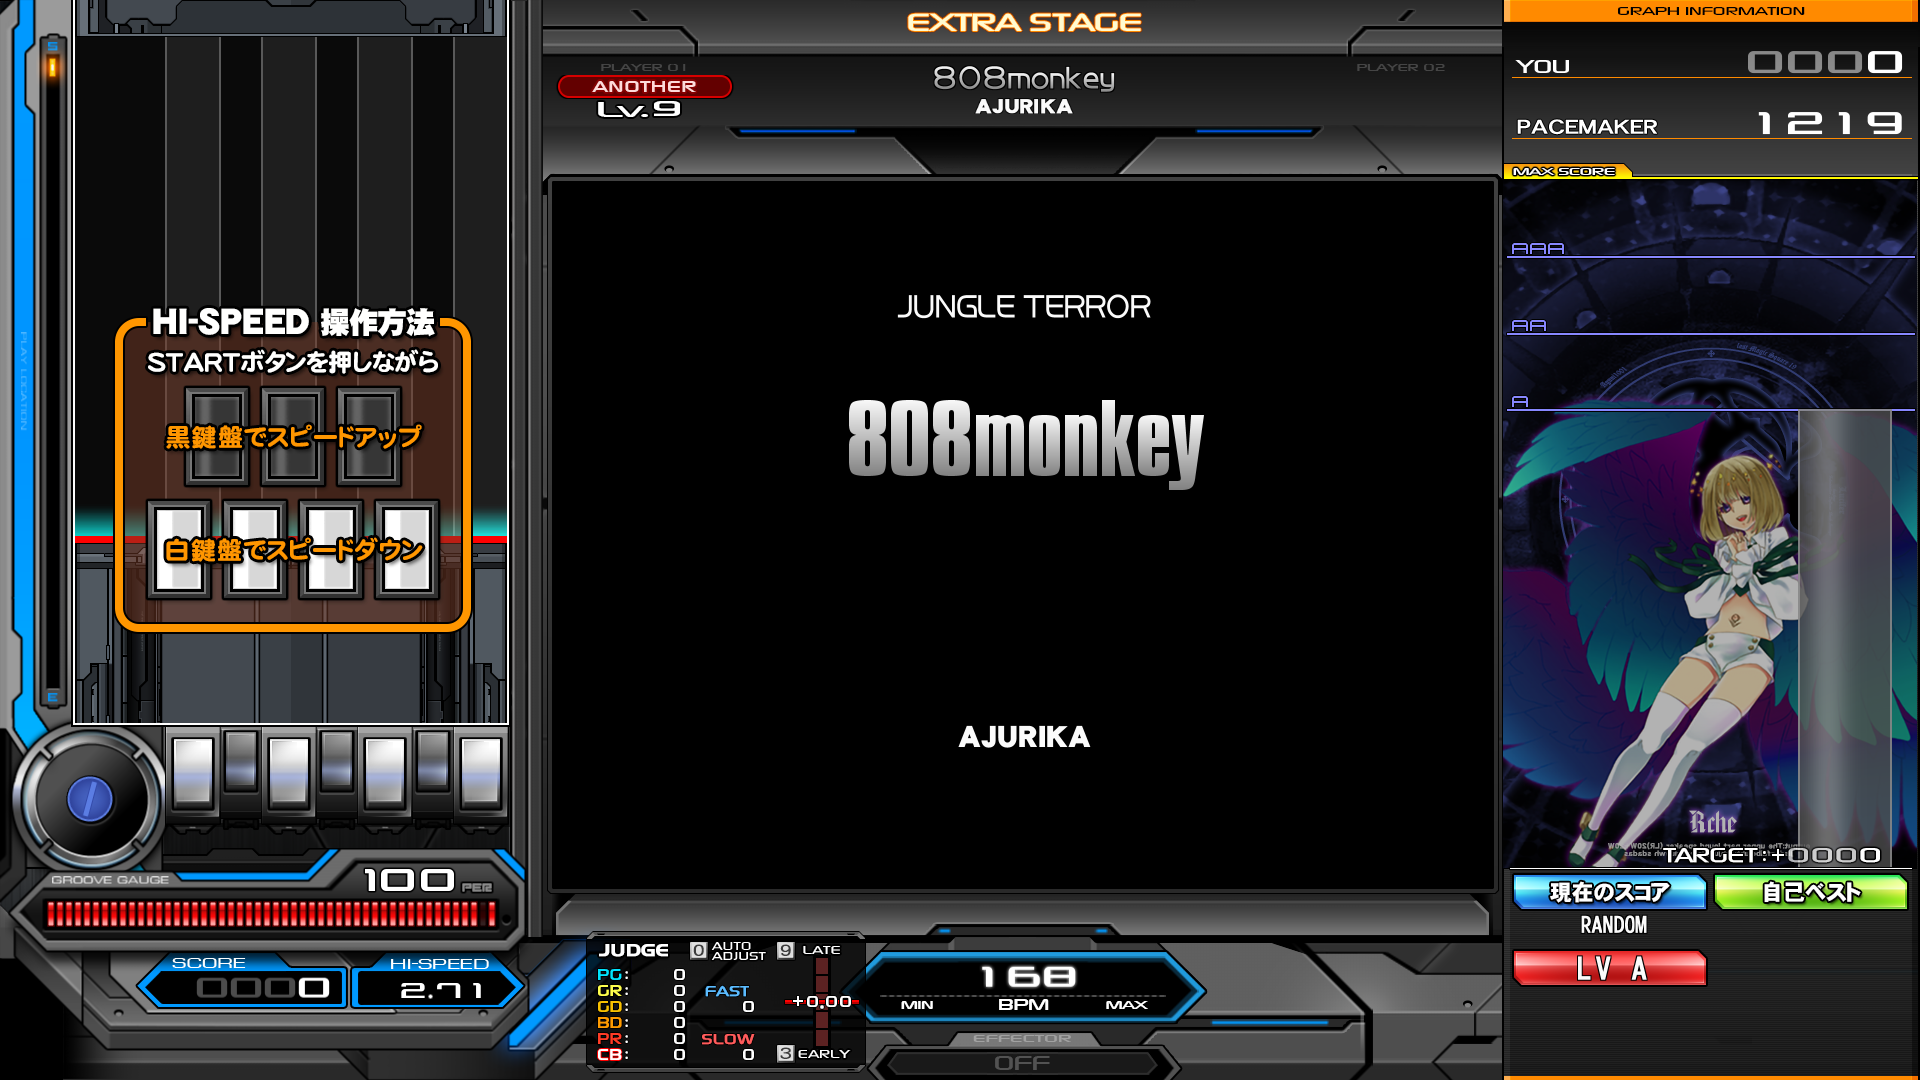 EXTRA STAGE
PLAYER 01
ANOTHER
Lv.9
808monkey
AJURIKA
PLAYER 02
GRAPH INFORMATION
YOU 0000
PACEMAKER 1219
MAX SCORE
AAA
AA
A
S
HI-SPEED 操作方法
STARTボタンを押しながら
黒鍵盤でスピードアップ
白鍵盤でスピードダウン
E
PLAY LOCATION
JUNGLE TERROR
808monkey
AJURIKA
Rche
TARGET:+0000
現在のスコア
自己ベスト
RANDOM
LV A
GROOVE GAUGE
100 PER
SCORE
0000
HI-SPEED
2.71
JUDGE
0 AUTO ADJUST
9 LATE
PG: 0
GR: 0
GD: 0
BD: 0
PR: 0
CB: 0
FAST
0
SLOW
0
+0.00
3 EARLY
168
MIN BPM MAX
EFFECTOR
OFF